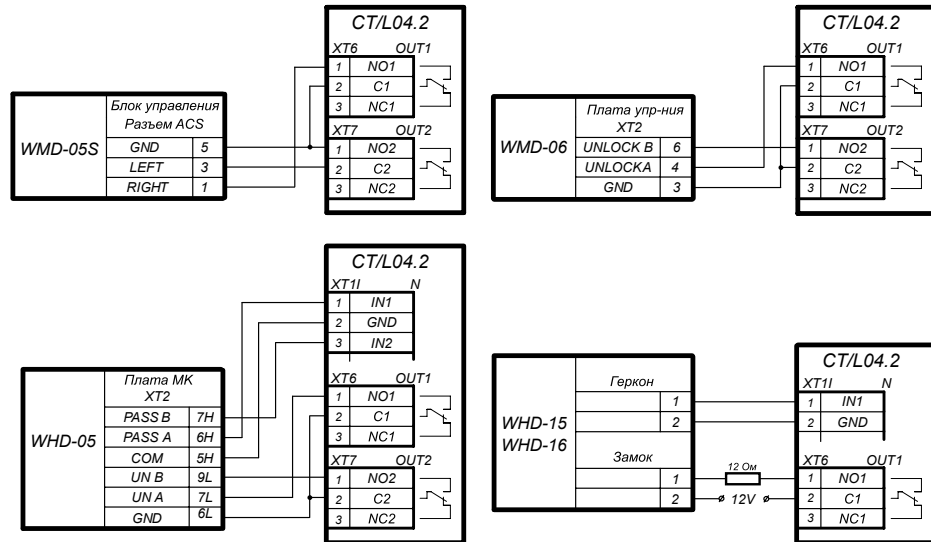 CT/L04.2
XT6 OUT1
1 NO1
2 C1
3 NC1
XT7 OUT2
1 NO2
2 C2
3 NC2
WMD-05S
Блок управления
Разъем ACS
GND 5
LEFT 3
RIGHT 1
CT/L04.2
XT6 OUT1
1 NO1
2 C1
3 NC1
XT7 OUT2
1 NO2
2 C2
3 NC2
WMD-06
Плата упр-ния
XT2
UNLOCK B 6
UNLOCKA 4
GND 3
CT/L04.2
XT1I N
1 IN1
2 GND
3 IN2
XT6 OUT1
1 NO1
2 C1
3 NC1
XT7 OUT2
1 NO2
2 C2
3 NC2
WHD-05
Плата МК
XT2
PASS B 7H
PASS A 6H
COM 5H
UN B 9L
UN A 7L
GND 6L
CT/L04.2
XT1I N
1 IN1
2 GND
XT6 OUT1
1 NO1
2 C1
3 NC1
WHD-15
WHD-16
Геркон
1
2
Замок
1
2
12 Ом
12V